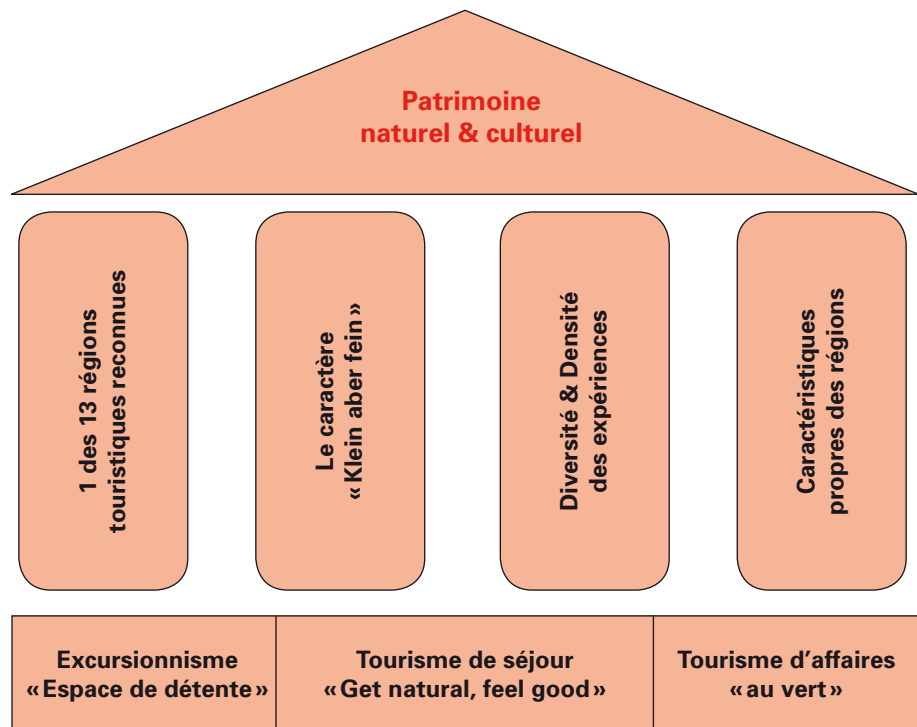 Patrimoine
naturel & culturel
1 des 13 régions
touristiques reconnues
Le caractère
« Klein aber fein »
Diversité & Densité
des expériences
Caractéristiques
propres des régions
Excursionnisme
« Espace de détente »
Tourisme de séjour
« Get natural, feel good »
Tourisme d’affaires
« au vert »